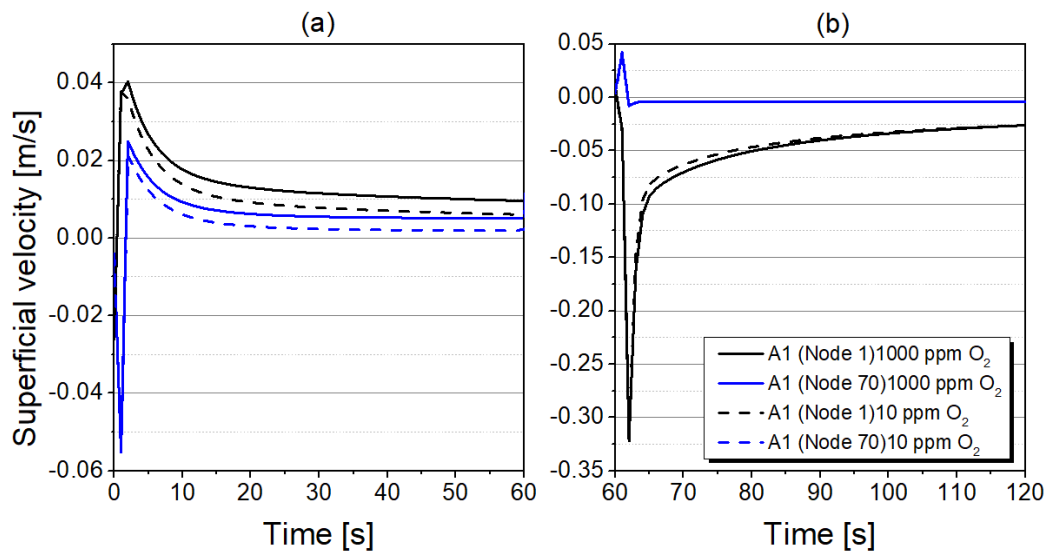 (a)
(b)
Superficial velocity [m/s]
0.04
0.02
0.00
-0.02
-0.04
-0.06
0 10 20 30 40 50 60
Time [s]
0.05
0.00
-0.05
-0.10
-0.15
-0.20
-0.25
-0.30
-0.35
A1 (Node 1)1000 ppm O₂
A1 (Node 70)1000 ppm O₂
A1 (Node 1)10 ppm O₂
A1 (Node 70)10 ppm O₂
60 70 80 90 100 110 120
Time [s]